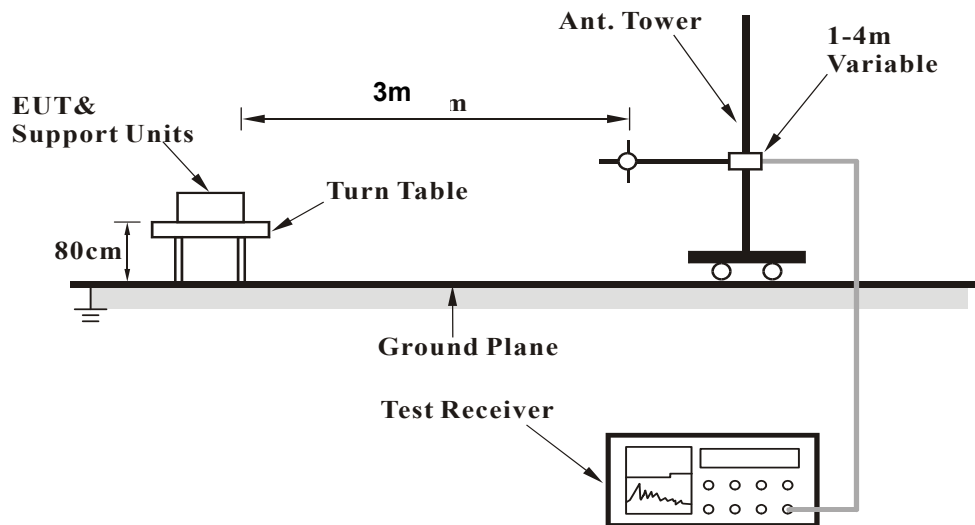 Ant. Tower
1-4m
Variable
3m
m
EUT&
Support Units
Turn Table
80cm
Ground Plane
Test Receiver